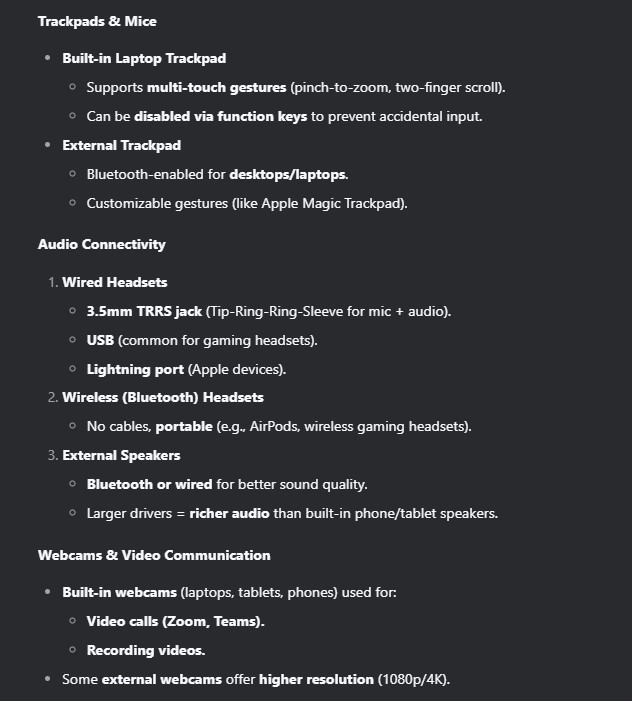 Trackpads & Mice
• Built-in Laptop Trackpad
○ Supports multi-touch gestures (pinch-to-zoom, two-finger scroll).
○ Can be disabled via function keys to prevent accidental input.
• External Trackpad
○ Bluetooth-enabled for desktops/laptops.
○ Customizable gestures (like Apple Magic Trackpad).
Audio Connectivity
1. Wired Headsets
○ 3.5mm TRRS jack (Tip-Ring-Ring-Sleeve for mic + audio).
○ USB (common for gaming headsets).
○ Lightning port (Apple devices).
2. Wireless (Bluetooth) Headsets
○ No cables, portable (e.g., AirPods, wireless gaming headsets).
3. External Speakers
○ Bluetooth or wired for better sound quality.
○ Larger drivers = richer audio than built-in phone/tablet speakers.
Webcams & Video Communication
• Built-in webcams (laptops, tablets, phones) used for:
○ Video calls (Zoom, Teams).
○ Recording videos.
• Some external webcams offer higher resolution (1080p/4K).